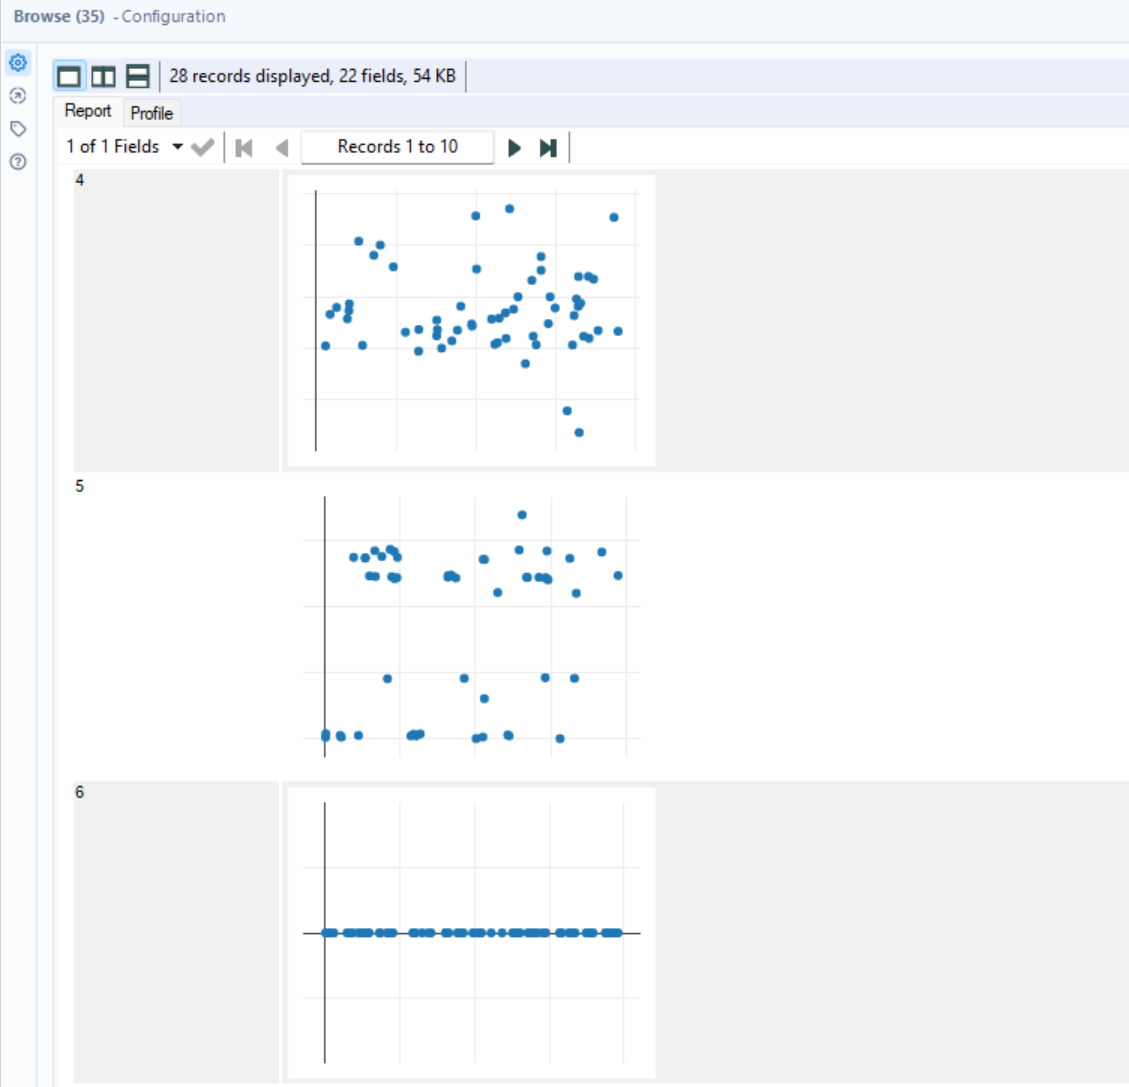 Browse (35) - Configuration
28 records displayed, 22 fields, 54 KB
Report Profile
1 of 1 Fields Records 1 to 10
4
5
6